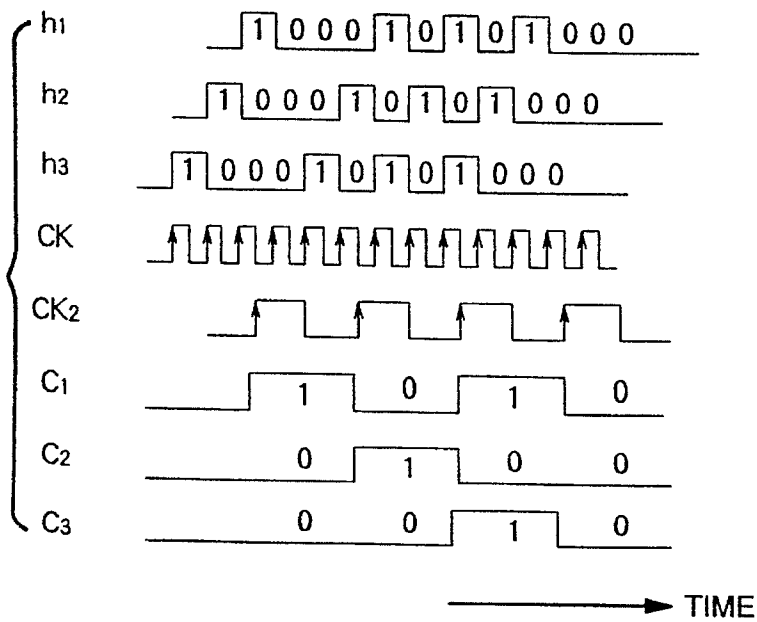 h1 1 0 0 0 1 0 1 0 1 0 0 0
h2 1 0 0 0 1 0 1 0 1 0 0 0
h3 1 0 0 0 1 0 1 0 1 0 0 0
CK
CK2
C1 1 0 1 0
C2 0 1 0 0
C3 0 0 1 0
TIME